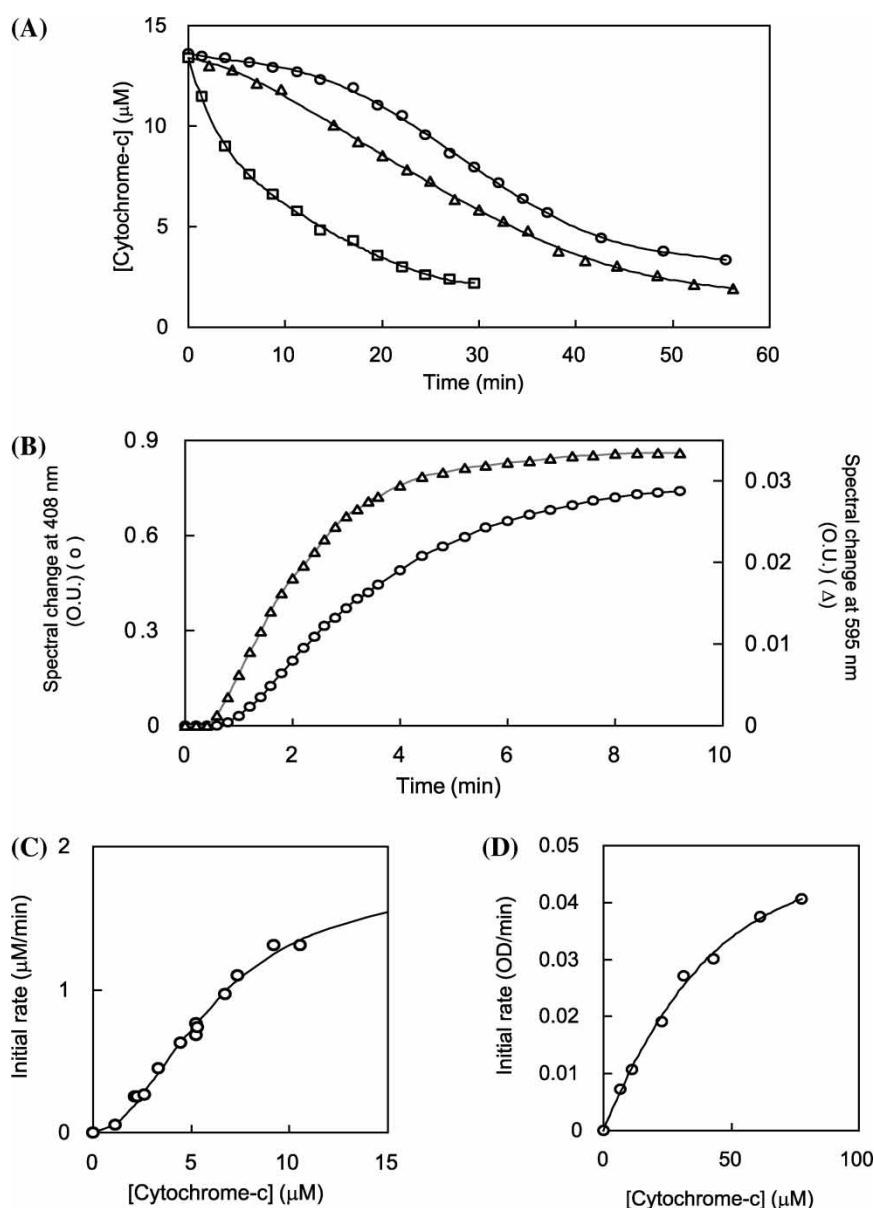 (A)
15
10
5
0
[Cytochrome-c] (μM)
0 10 20 30 40 50 60
Time (min)
(B)
0.9
0.6
0.3
0
Spectral change at 408 nm
(O.U.) ( o )
0.03
0.02
0.01
0
Spectral change at 595 nm
(O.U.) ( Δ )
0 2 4 6 8 10
Time (min)
(C)
2
1
0
Initial rate (μM/min)
0 5 10 15
[Cytochrome-c] (μM)
(D)
0.05
0.04
0.03
0.02
0.01
0
Initial rate (OD/min)
0 50 100
[Cytochrome-c] (μM)